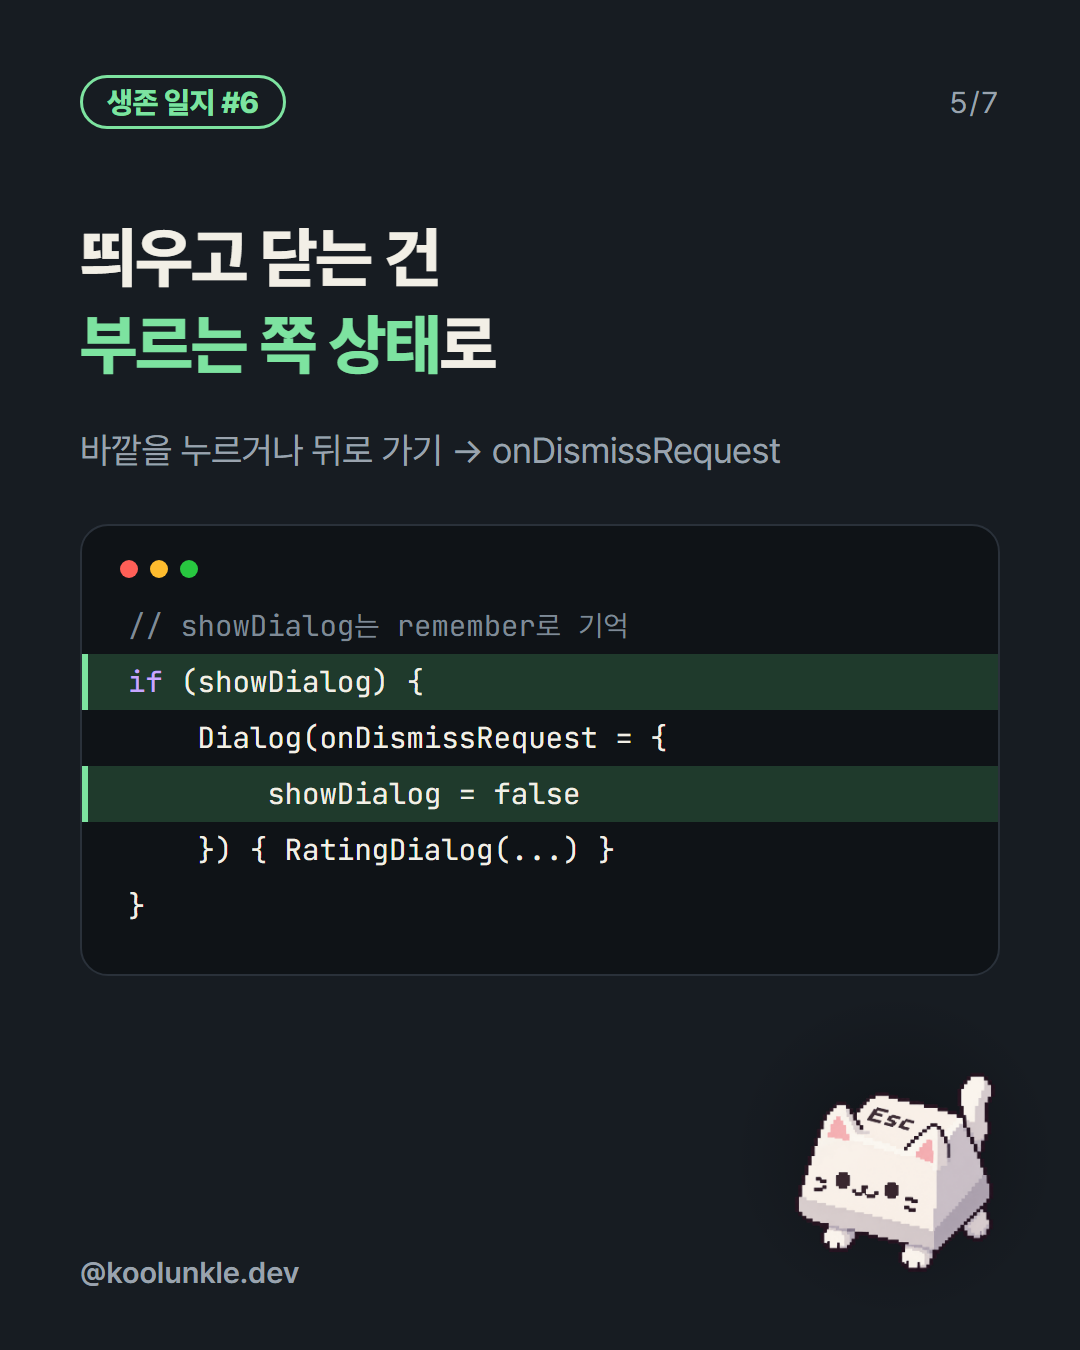 생존 일지 #6
5/7
띄우고 닫는 건
부르는 쪽 상태로
바깥을 누르거나 뒤로 가기 → onDismissRequest
// showDialog는 remember로 기억
if (showDialog) {
    Dialog(onDismissRequest = {
        showDialog = false
    }) { RatingDialog(...) }
}
Esc
@koolunkle.dev